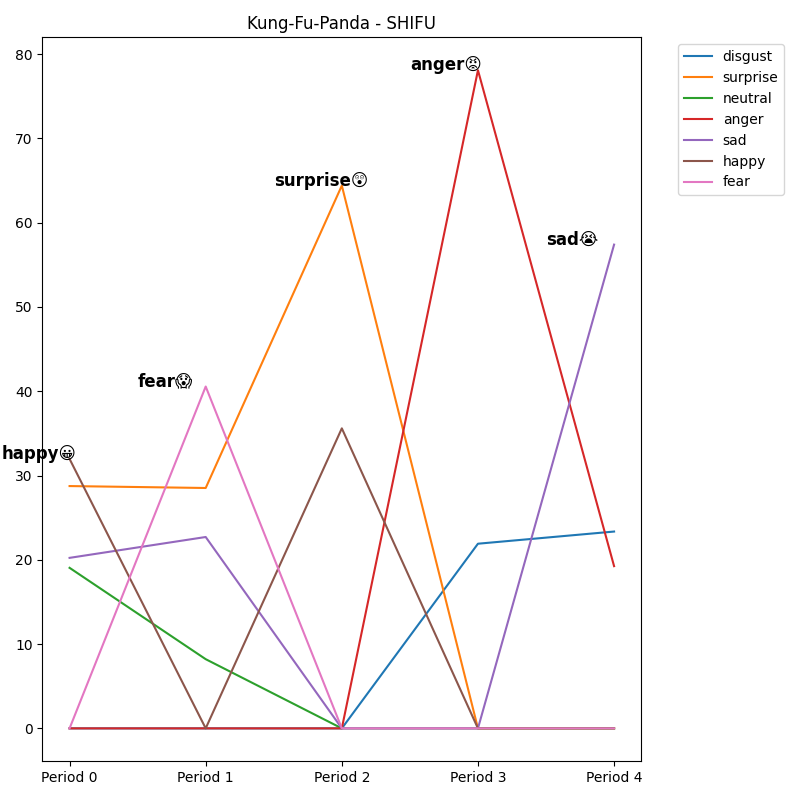 Kung-Fu-Panda - SHIFU
80
70
60
50
40
30
20
10
0
anger😡
surprise😲
sad😭
fear😱
happy😀
Period 0 Period 1 Period 2 Period 3 Period 4
disgust
surprise
neutral
anger
sad
happy
fear